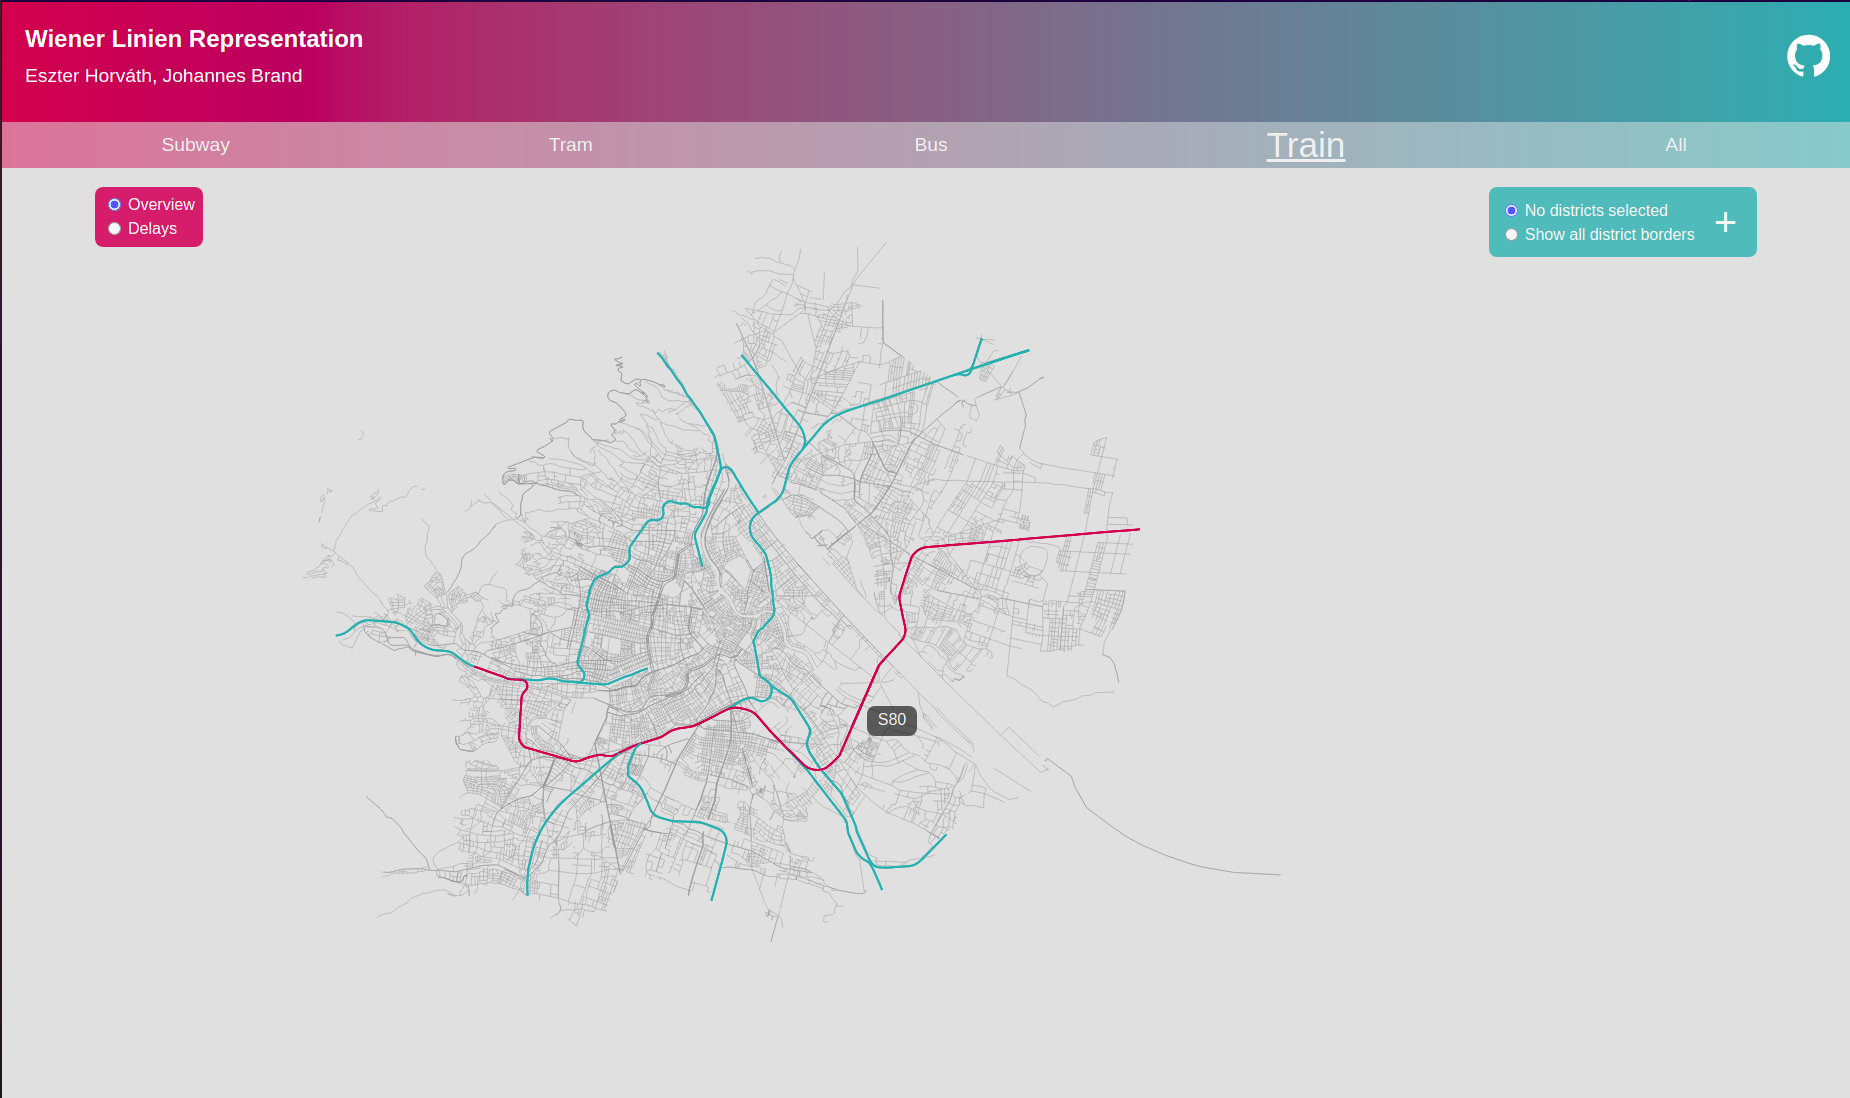 Wiener Linien Representation
Eszter Horváth, Johannes Brand
Subway Tram Bus Train All
Overview
Delays
No districts selected
Show all district borders
+
S80